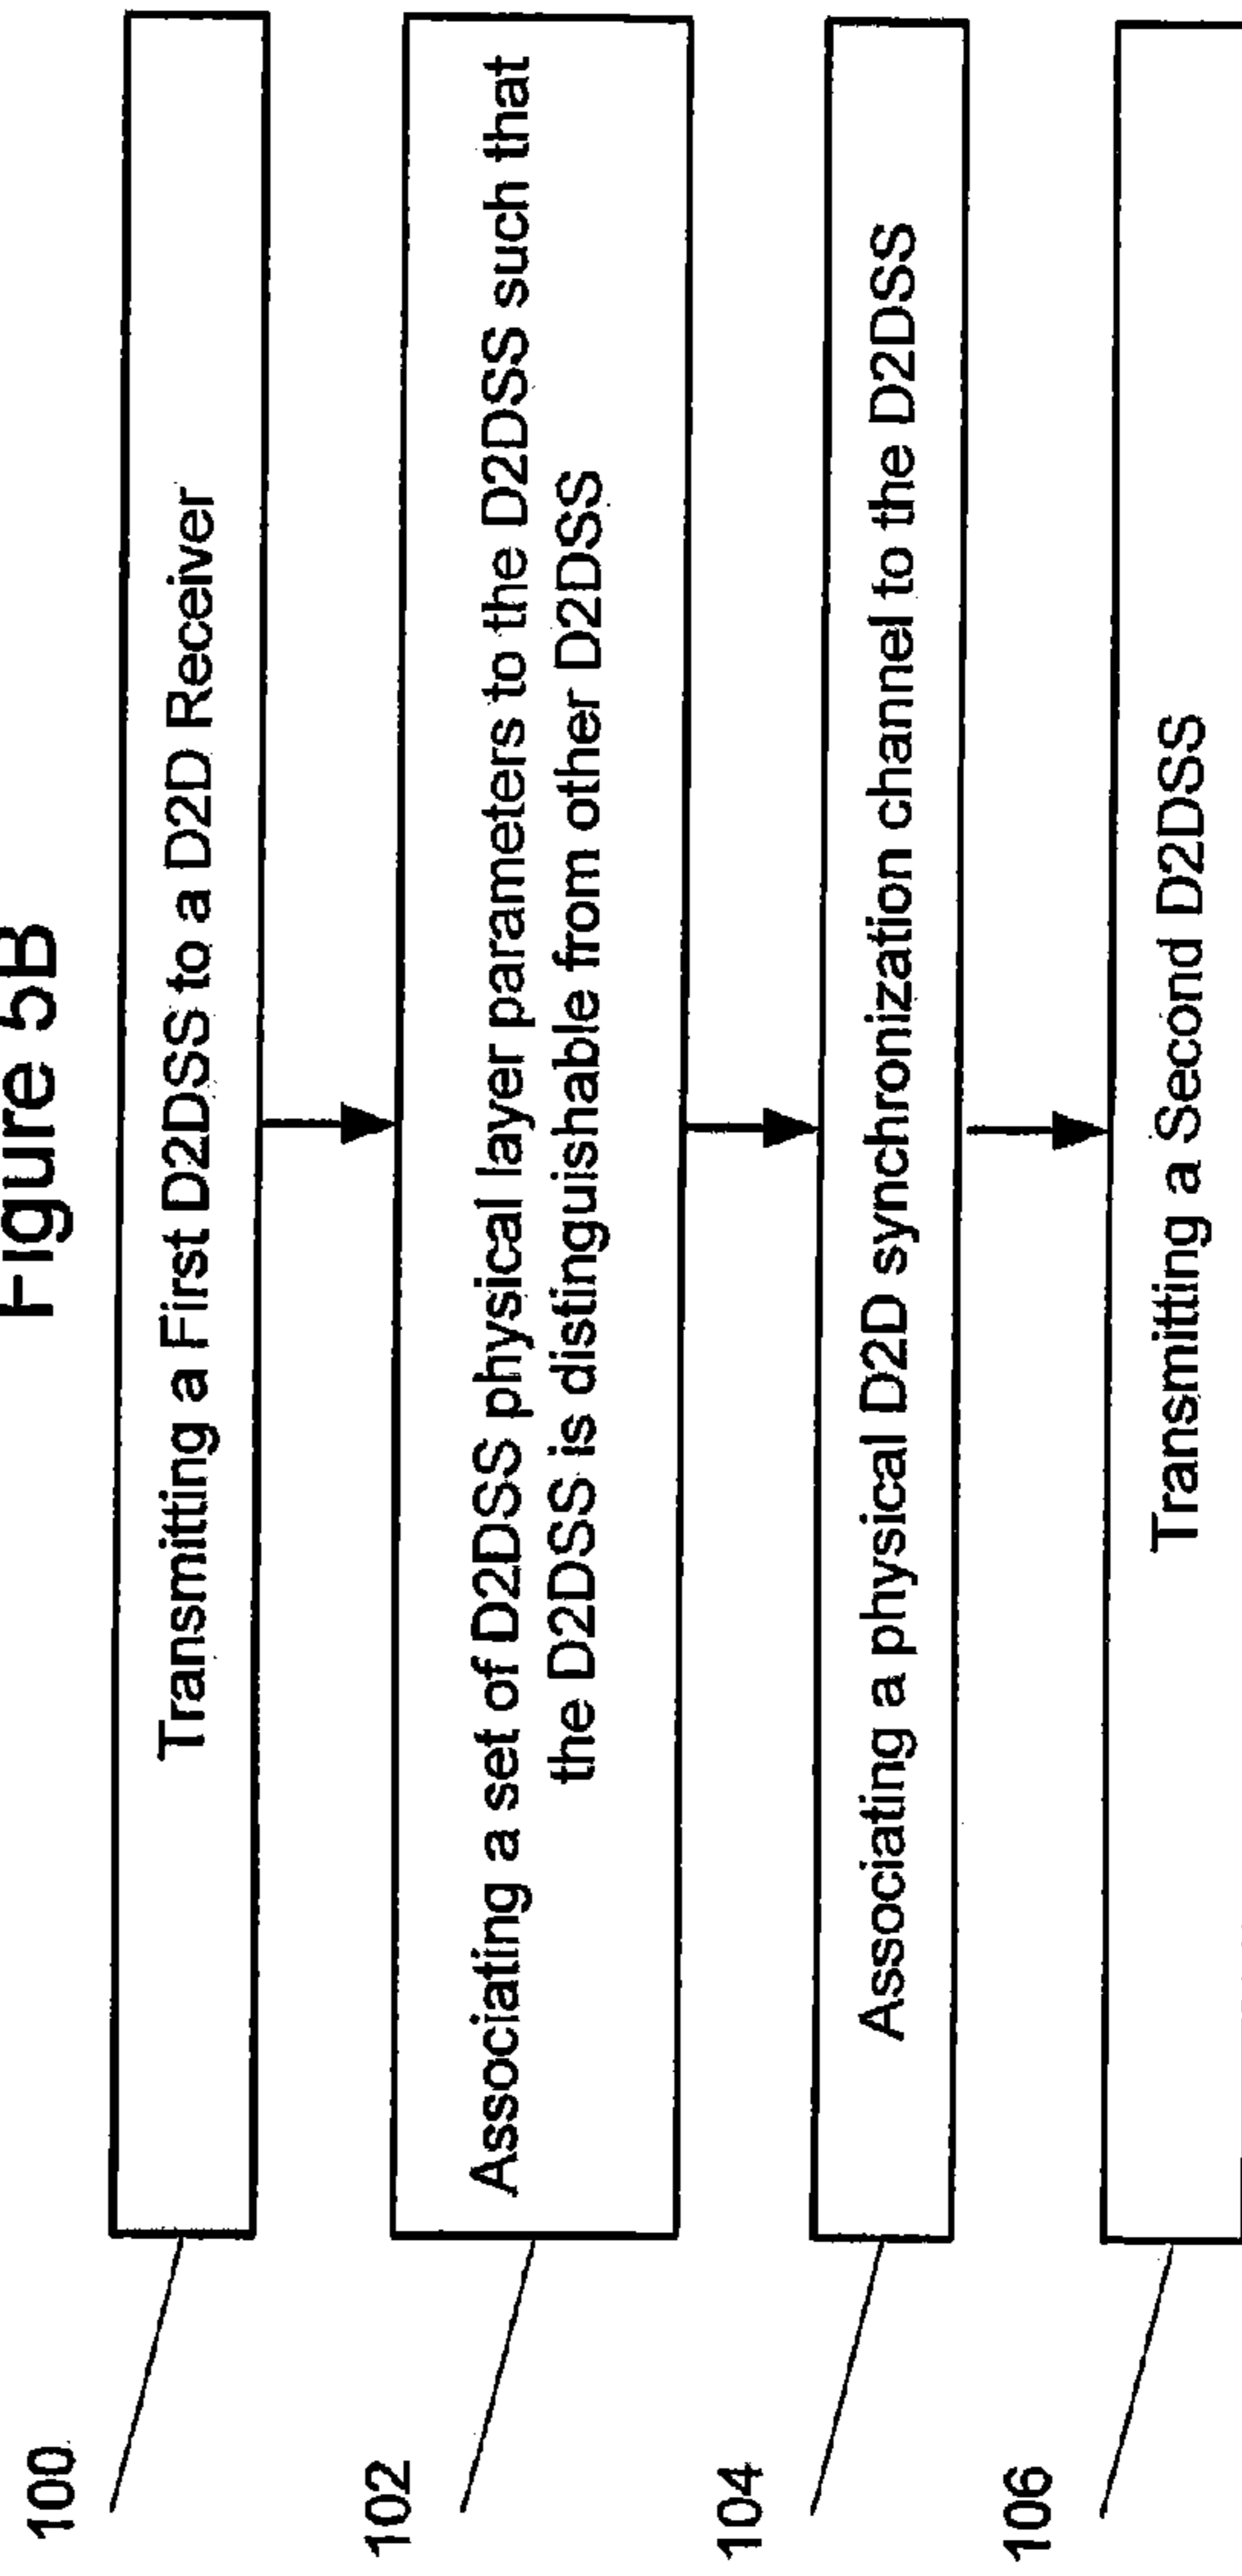 Figure 5B
100
Transmitting a First D2DSS to a D2D Receiver
102
Associating a set of D2DSS physical layer parameters to the D2DSS such that
the D2DSS is distinguishable from other D2DSS
104
Associating a physical D2D synchronization channel to the D2DSS
106
Transmitting a Second D2DSS